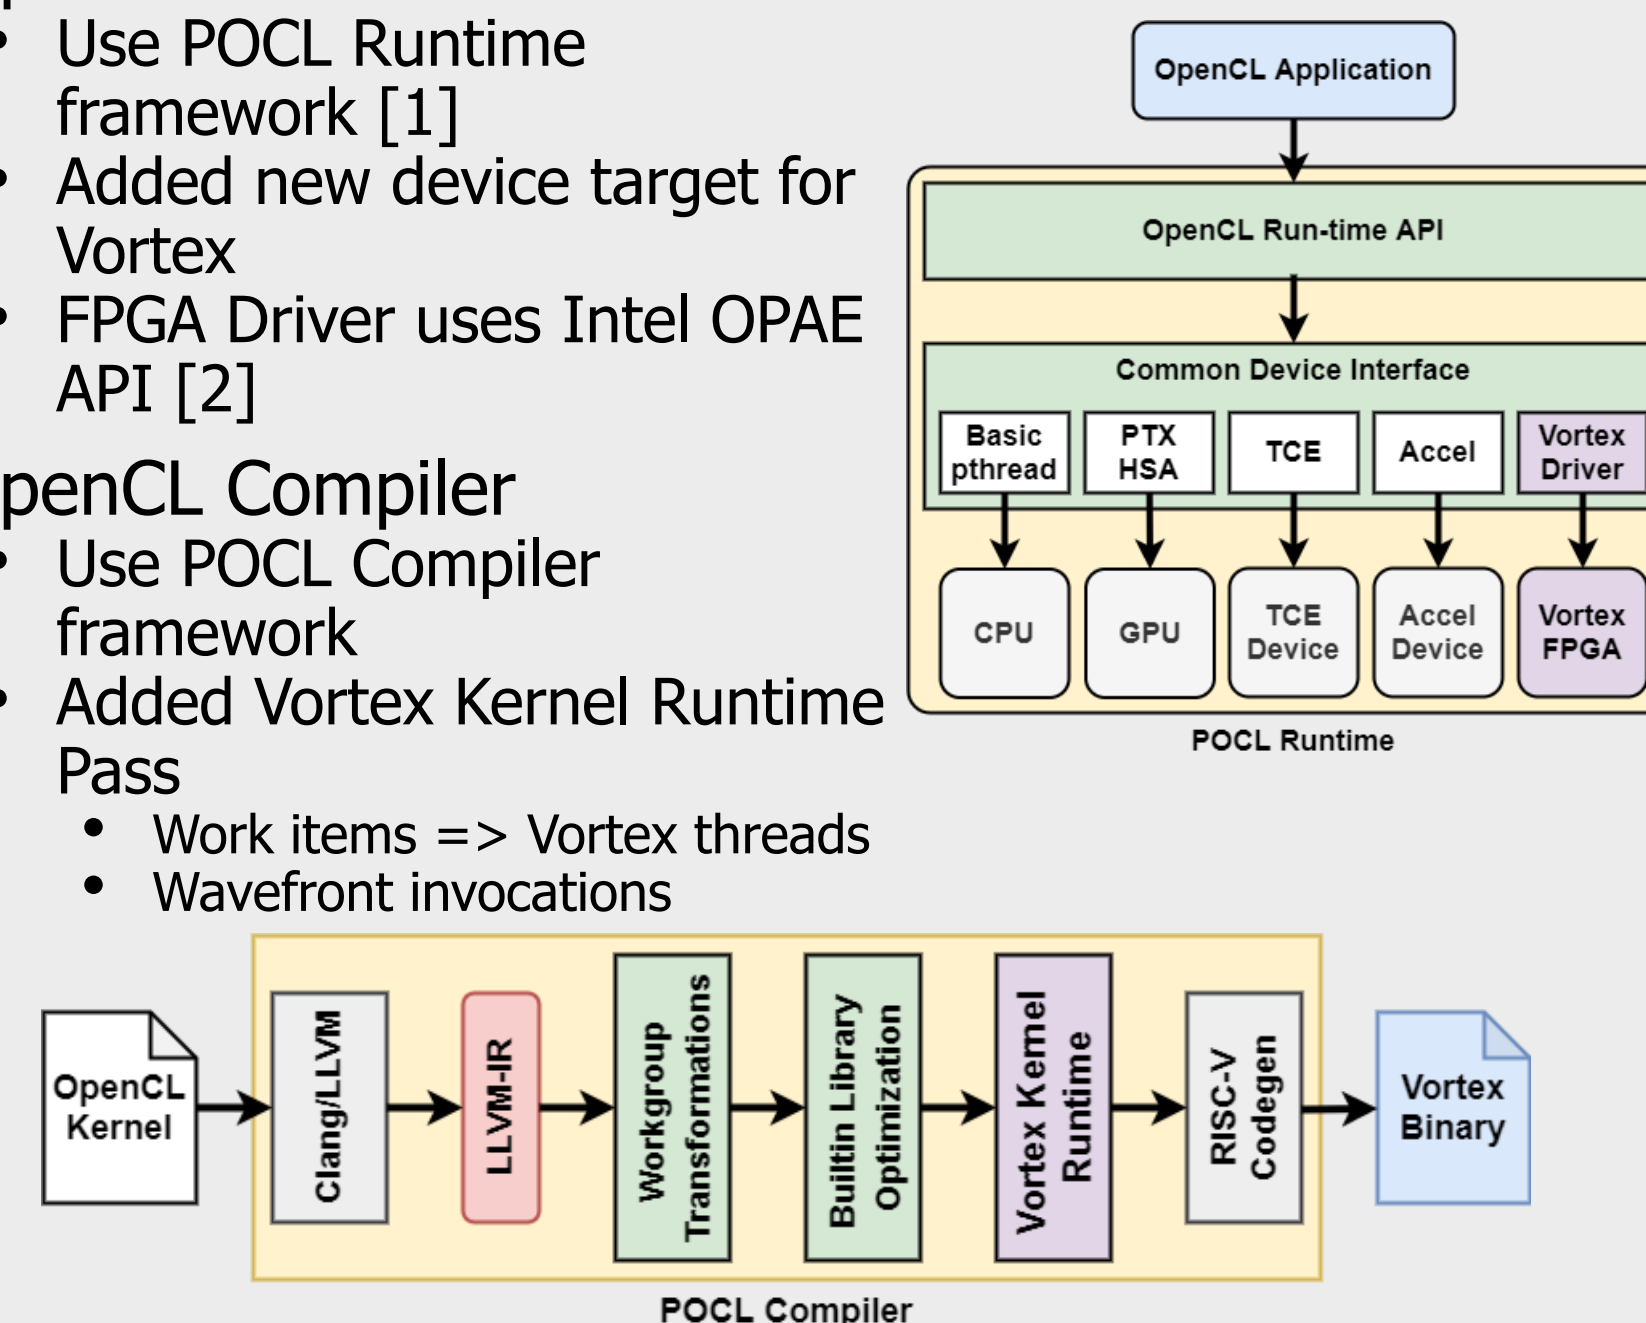 • Use POCL Runtime
framework [1]
• Added new device target for
Vortex
• FPGA Driver uses Intel OPAE
API [2]
penCL Compiler
• Use POCL Compiler
framework
• Added Vortex Kernel Runtime
Pass
• Work items => Vortex threads
• Wavefront invocations
OpenCL Application
OpenCL Run-time API
Common Device Interface
Basic
pthread
PTX
HSA
TCE
Accel
Vortex
Driver
CPU
GPU
TCE
Device
Accel
Device
Vortex
FPGA
POCL Runtime
OpenCL
Kernel
Clang/LLVM
LLVM-IR
Workgroup
Transformations
Builtin Library
Optimization
Vortex Kernel
Runtime
RISC-V
Codegen
Vortex
Binary
POCL Compiler